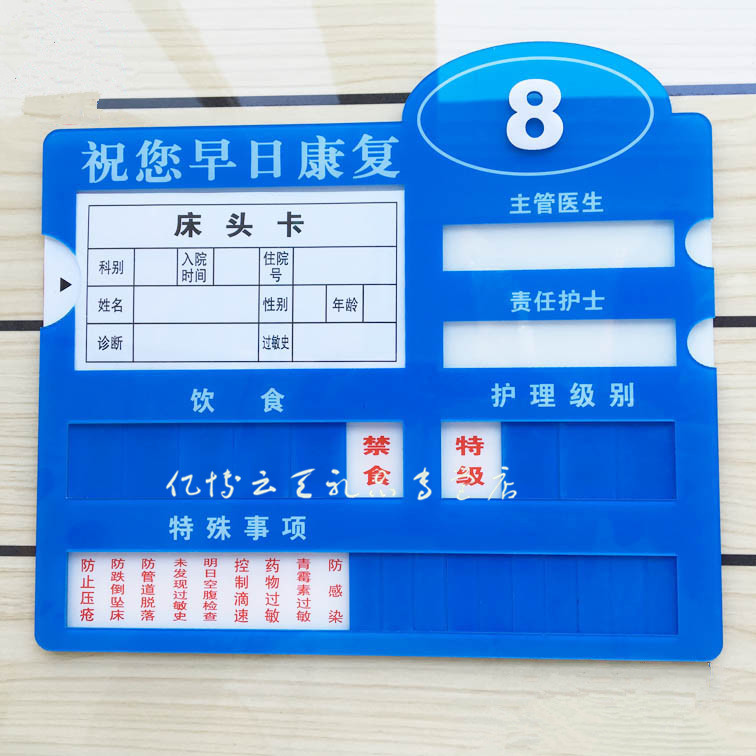 8
祝您早日康复
主管医生
责任护士
床头卡
科别
入院时间
住院号
姓名
性别
年龄
诊断
过敏史
饮食
护理级别
禁食
特级
特殊事项
防止压疮
防跌倒坠床
防管道脱落
未发现过敏史
明日空腹检查
控制滴速
药物过敏
青霉素过敏
防感染